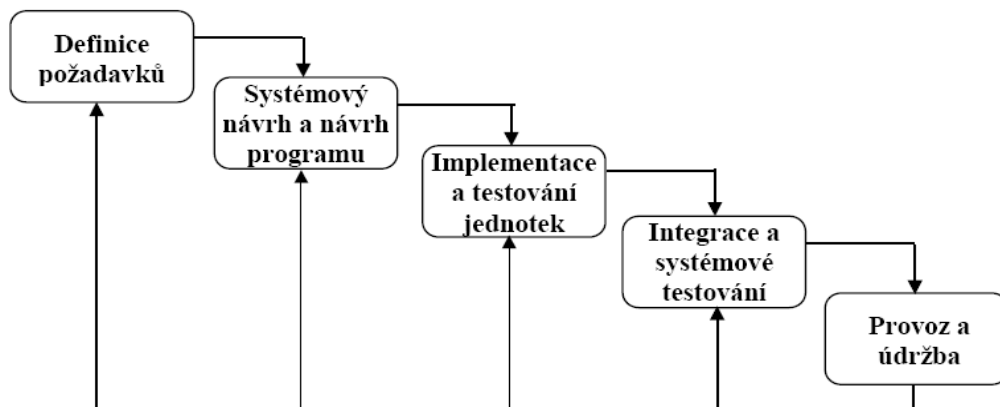 Definice
požadavků
Systémový
návrh a návrh
programu
Implementace
a testování
jednotek
Integrace a
systémové
testování
Provoz a
údržba